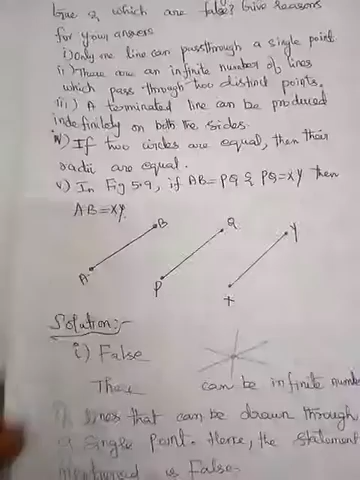 true & which are false? Give reasons
for your answers
i) Only one line can passthrough a single point
ii) There are an infinite number of lines
which pass through two distinct points.
iii) A terminated line can be produced
indefinitely on both the sides.
iv) If two circles are equal, then their
radii are equal.
v) In Fig 5.9, if AB=PQ & PQ=XY then
AB=XY.
B Q Y
A P X
Solution:-
i) False
There can be infinite numbe
lines that can be drawn through
a single point. Hence, the statement
mentioned is False.